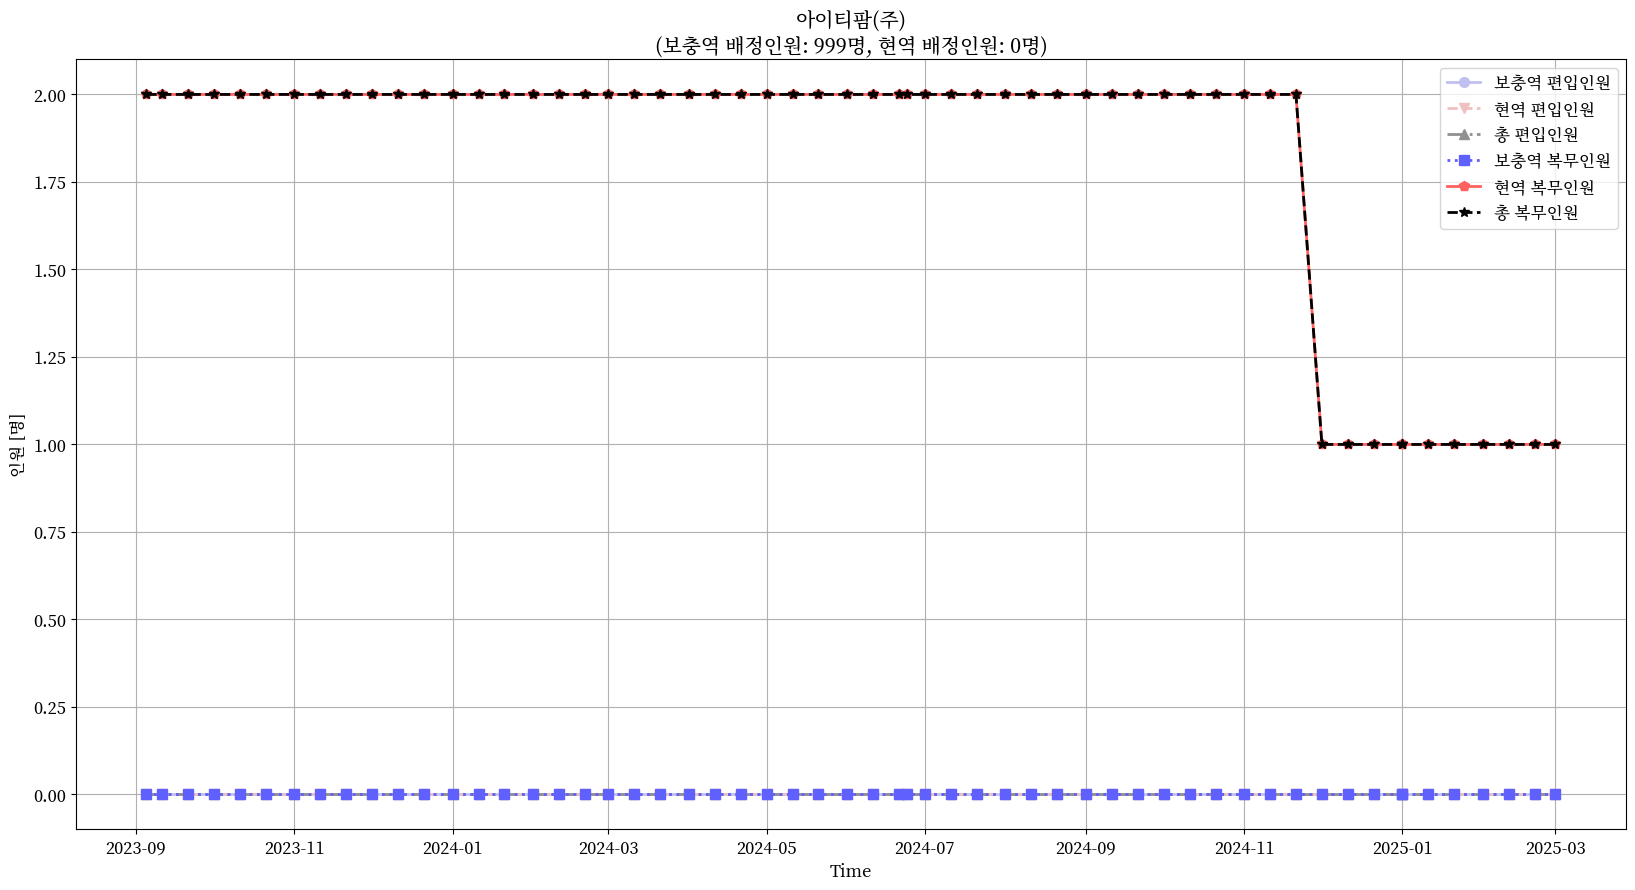 아이티팜(주)
(보충역 배정인원: 999명, 현역 배정인원: 0명)
보충역 편입인원
현역 편입인원
총 편입인원
보충역 복무인원
현역 복무인원
총 복무인원
인원 [명]
2.00
1.75
1.50
1.25
1.00
0.75
0.50
0.25
0.00
2023-09 2023-11 2024-01 2024-03 2024-05 2024-07 2024-09 2024-11 2025-01 2025-03
Time